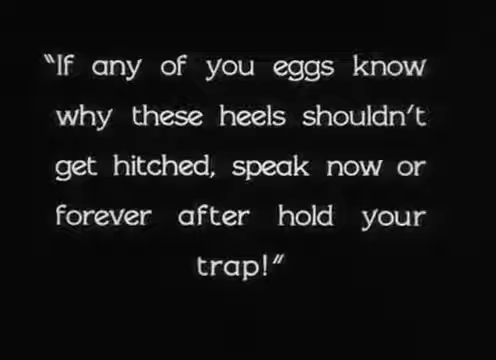 "If any of you eggs know
why these heels shouldn't
get hitched, speak now or
forever after hold your
trap!"